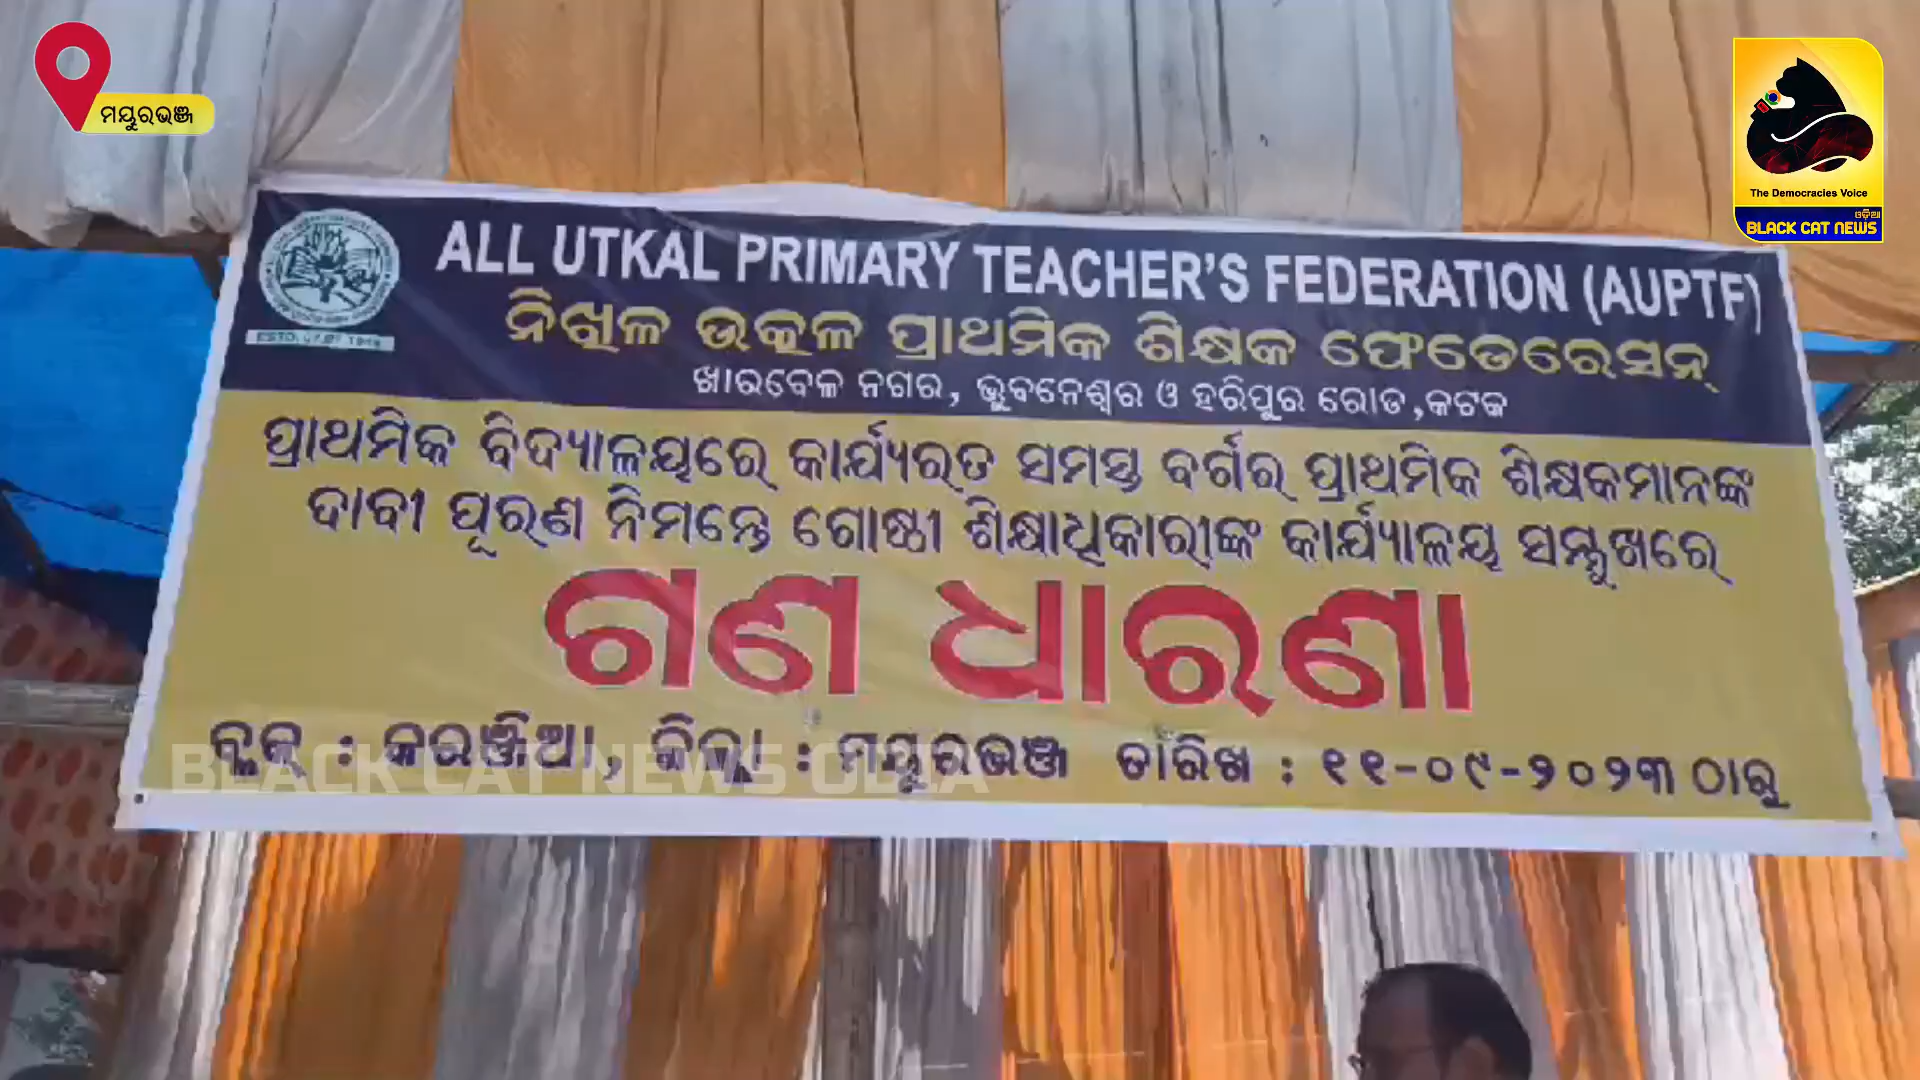 ମୟୁରଭଞ୍ଜ
The Democracies Voice
ଓଡ଼ିଆ
BLACK CAT NEWS
ALL UTKAL PRIMARY TEACHER'S FEDERATION (AUPTF)
ନିଖିଳ ଉତ୍କଳ ପ୍ରାଥମିକ ଶିକ୍ଷକ ଫେଡେରେସନ୍
ଖାରବେଳ ନଗର, ଭୁବନେଶ୍ୱର ଓ ହରିପୁର ରୋଡ,କଟକ
ପ୍ରାଥମିକ ବିଦ୍ୟାଳୟରେ କାର୍ଯ୍ୟରତ ସମସ୍ତ ବର୍ଗର ପ୍ରାଥମିକ ଶିକ୍ଷକମାନଙ୍କ
ଦାବୀ ପୂରଣ ନିମନ୍ତେ ଗୋଷ୍ଠୀ ଶିକ୍ଷାଧିକାରୀଙ୍କ କାର୍ଯ୍ୟାଳୟ ସମ୍ମୁଖରେ
ଗଣ ଧାରଣା
ବ୍ଲକ୍ : କରଞ୍ଜିଆ, ଜିଲ୍ଲା : ମୟୂରଭଞ୍ଜ ତାରିଖ : ୧୧-୦୯-୨୦୨୩ ଠାରୁ
BLACK CAT NEWS ODIA